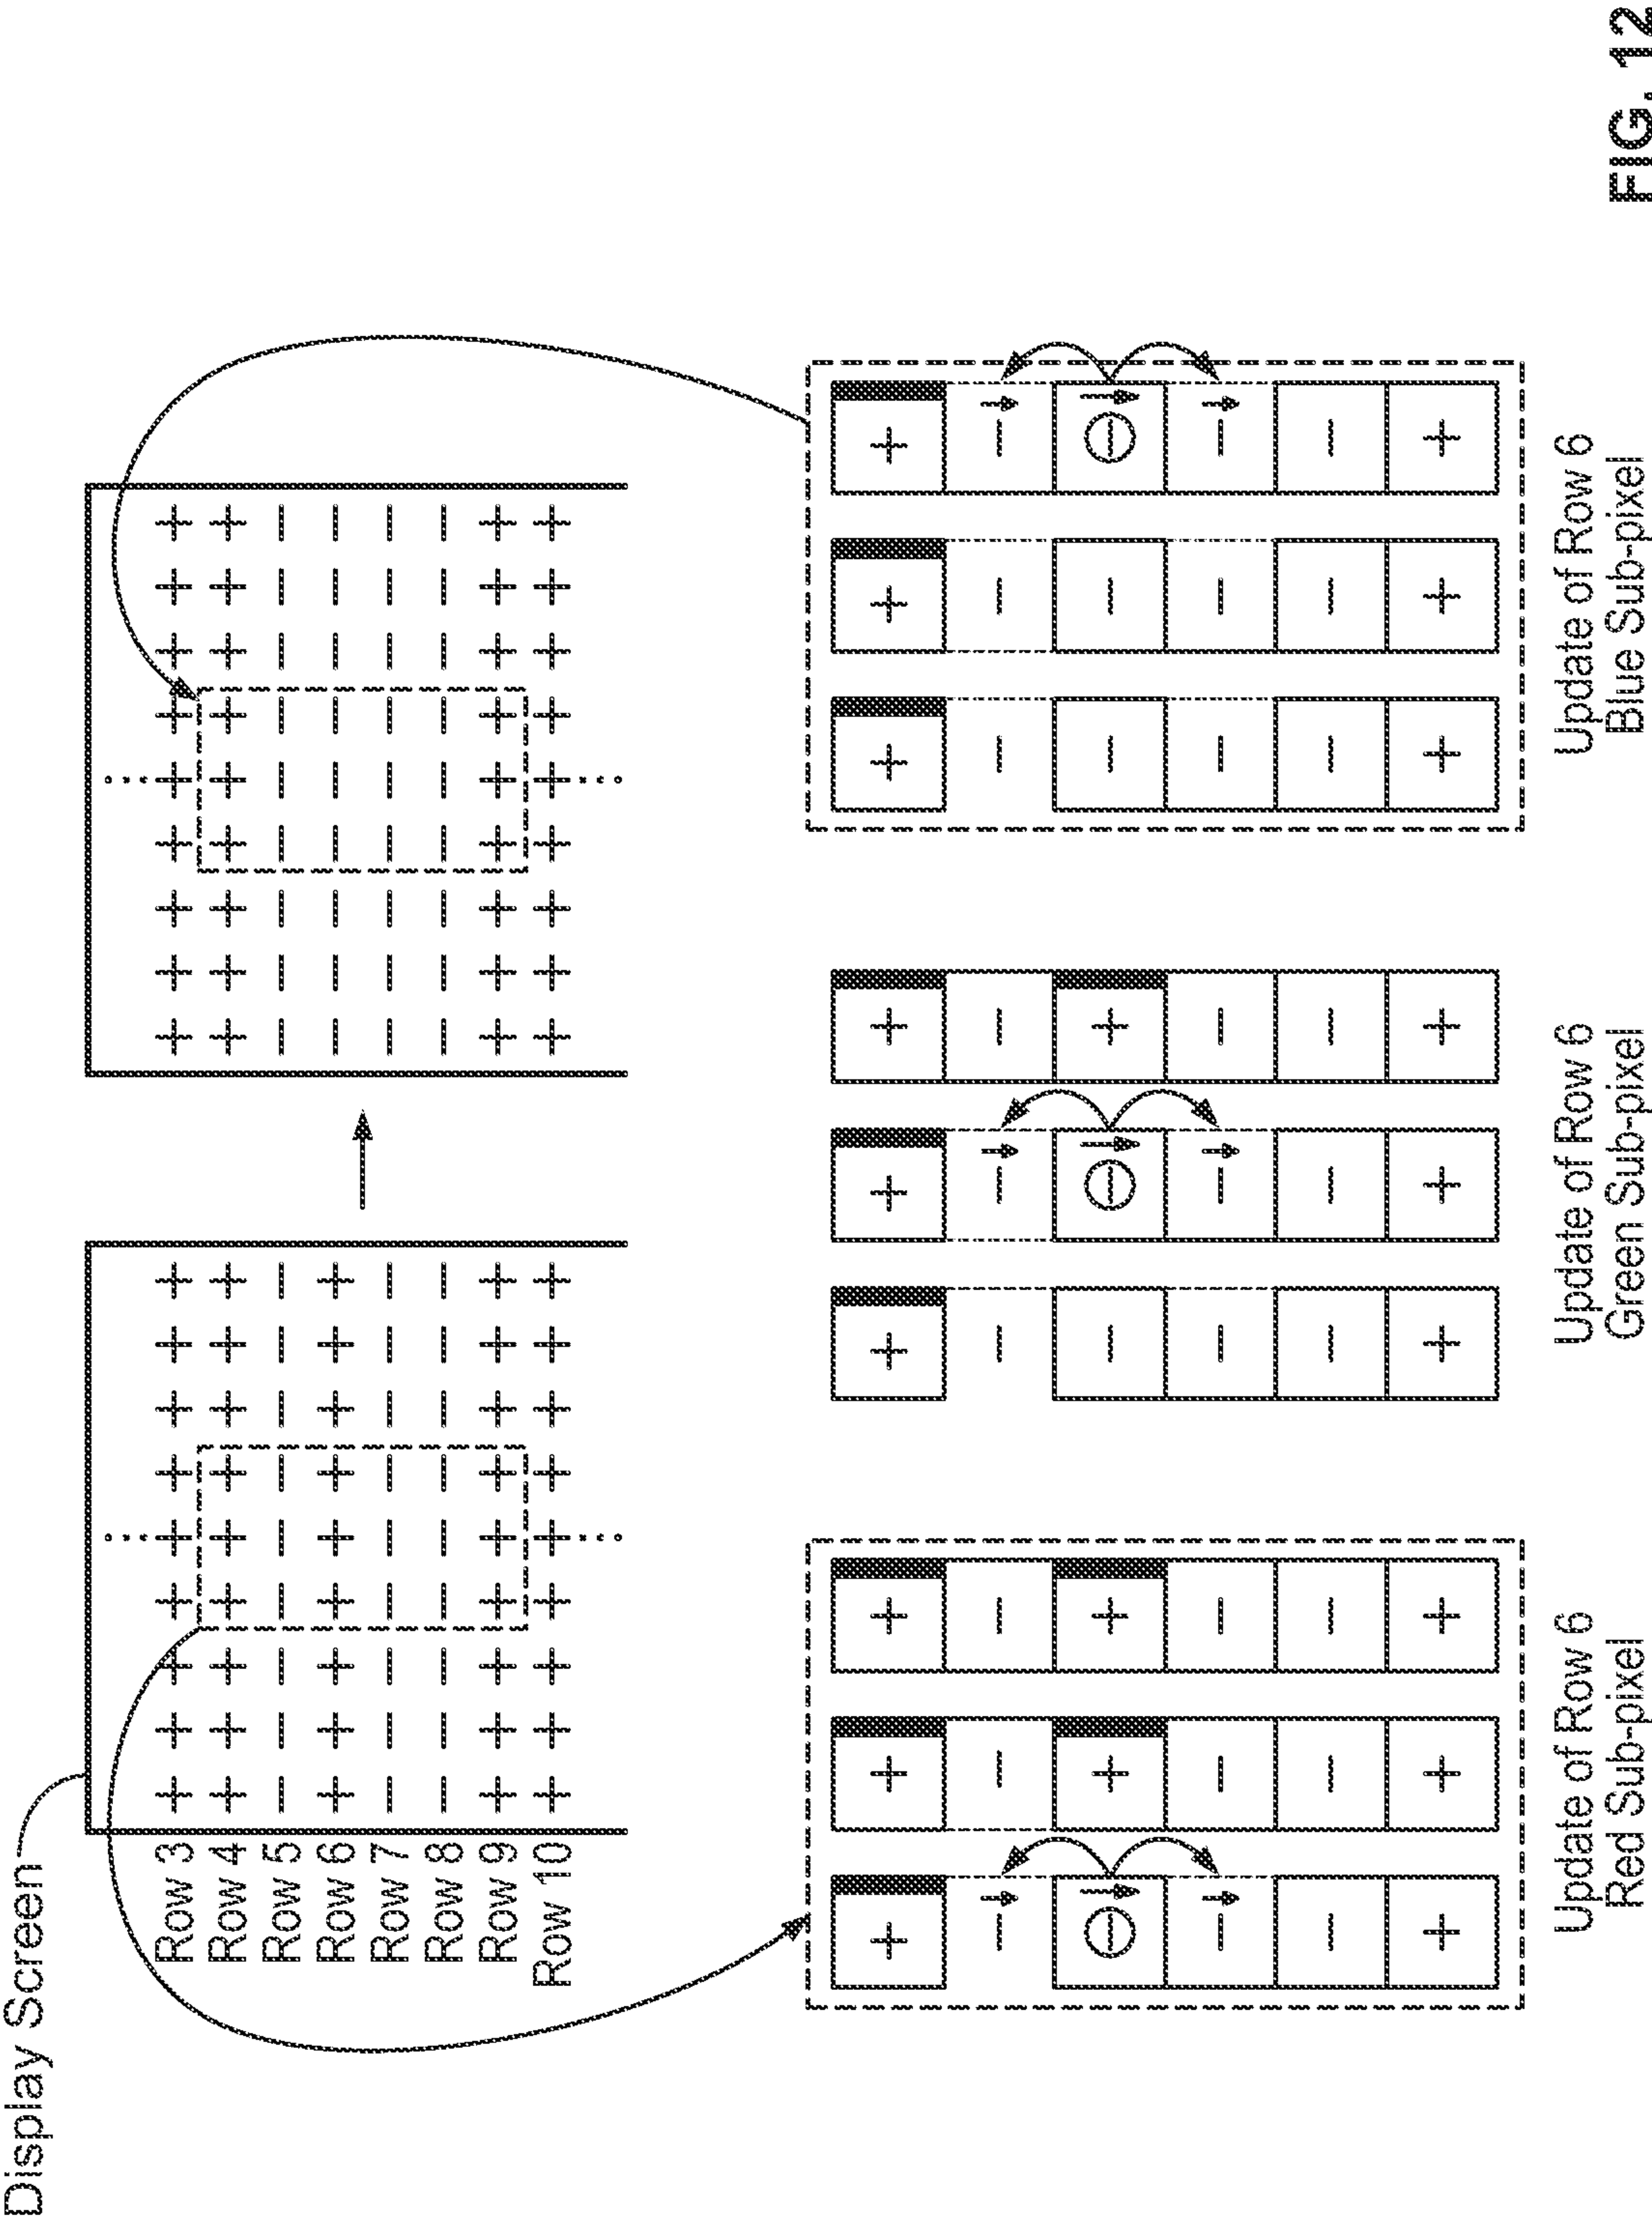 Display Screen
Row 3
Row 4
Row 5
Row 6
Row 7
Row 8
Row 9
Row 10
Update of Row 6
Red Sub-pixel
Update of Row 6
Green Sub-pixel
Update of Row 6
Blue Sub-pixel
FIG. 12